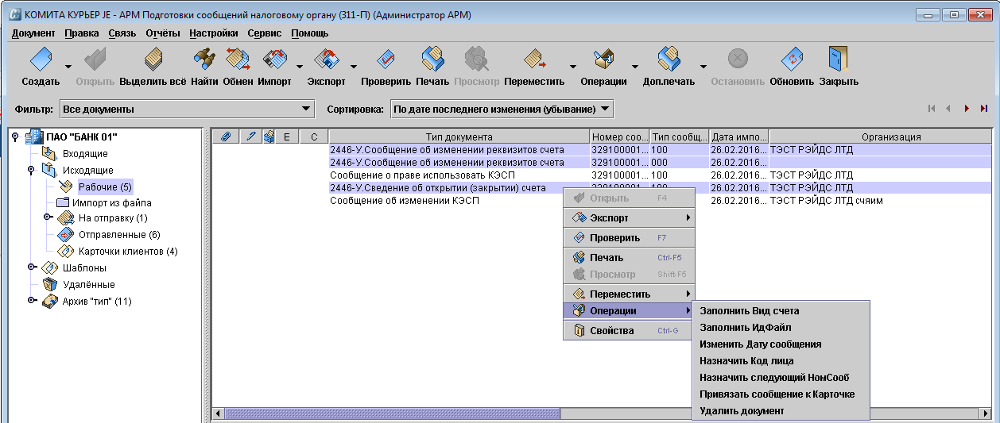 КОМИТА КУРЬЕР JE - АРМ Подготовки сообщений налоговому органу (311-П) (Администратор АРМ)
Документ Правка Связь Отчёты Настройки Сервис Помощь
Создать Открыть Выделить всё Найти Обмен Импорт Экспорт Проверить Печать Просмотр Переместить Операции Доп.печать Остановить Обновить Закрыть
Фильтр: Все документы Сортировка: По дате последнего изменения (убывание)
ПАО "БАНК 01"
Входящие
Исходящие
Рабочие (5)
Импорт из файла
На отправку (1)
Отправленные (6)
Карточки клиентов (4)
Шаблоны
Удалённые
Архив "тип" (11)
Е С Тип документа Номер соо... Тип сообщ... Дата импо... Организация
2446-У.Сообщение об изменении реквизитов счета 329100001... 100 26.02.2016... ТЭСТ РЭЙДС ЛТД
2446-У.Сообщение об изменении реквизитов счета 329100001... 000 26.02.2016...
Сообщение о праве использовать КЭСП 329100001... 100 26.02.2016... ТЭСТ РЭЙДС ЛТД
2446-У.Сведение об открытии (закрытии) счета 329100001... 100 26.02.2016... ТЭСТ РЭЙДС ЛТД
Сообщение об изменении КЭСП 26.02.2016... ТЭСТ РЭЙДС ЛТД счяим
Открыть F4
Экспорт
Проверить F7
Печать Ctrl-F5
Просмотр Shift-F5
Переместить
Операции
Свойства Ctrl-G
Заполнить Вид счета
Заполнить ИдФайл
Изменить Дату сообщения
Назначить Код лица
Назначить следующий НомСооб
Привязать сообщение к Карточке
Удалить документ